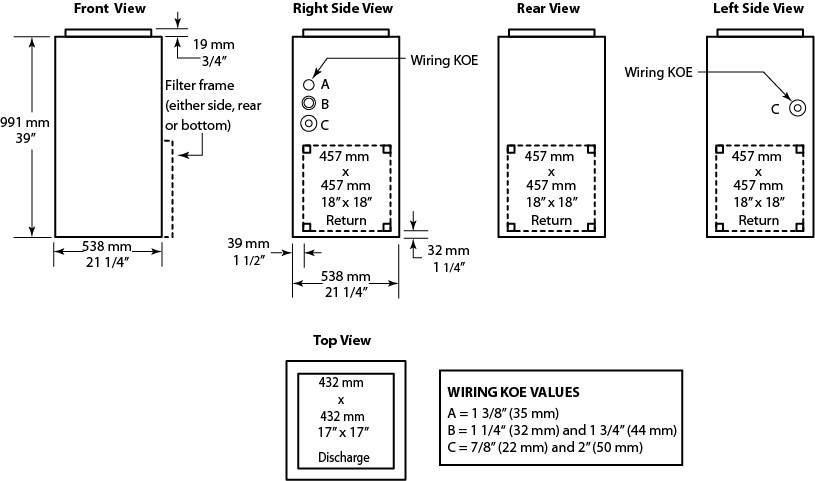 Front View
19 mm
3/4”
Filter frame
(either side, rear
or bottom)
991 mm
39”
538 mm
21 1/4”
Right Side View
Wiring KOE
A
B
C
457 mm
x
457 mm
18” x 18”
Return
39 mm
1 1/2”
32 mm
1 1/4”
538 mm
21 1/4”
Rear View
457 mm
x
457 mm
18” x 18”
Return
Left Side View
Wiring KOE
C
457 mm
x
457 mm
18” x 18”
Return
Top View
432 mm
x
432 mm
17” x 17”
Discharge
WIRING KOE VALUES
A = 1 3/8” (35 mm)
B = 1 1/4“ (32 mm) and 1 3/4” (44 mm)
C = 7/8” (22 mm) and 2” (50 mm)